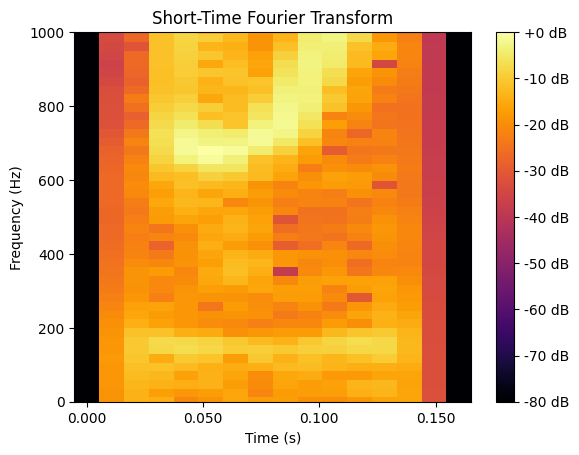 Short-Time Fourier Transform
1000
800
600
400
200
0
Frequency (Hz)
0.000
0.050
0.100
0.150
Time (s)
+0 dB
-10 dB
-20 dB
-30 dB
-40 dB
-50 dB
-60 dB
-70 dB
-80 dB